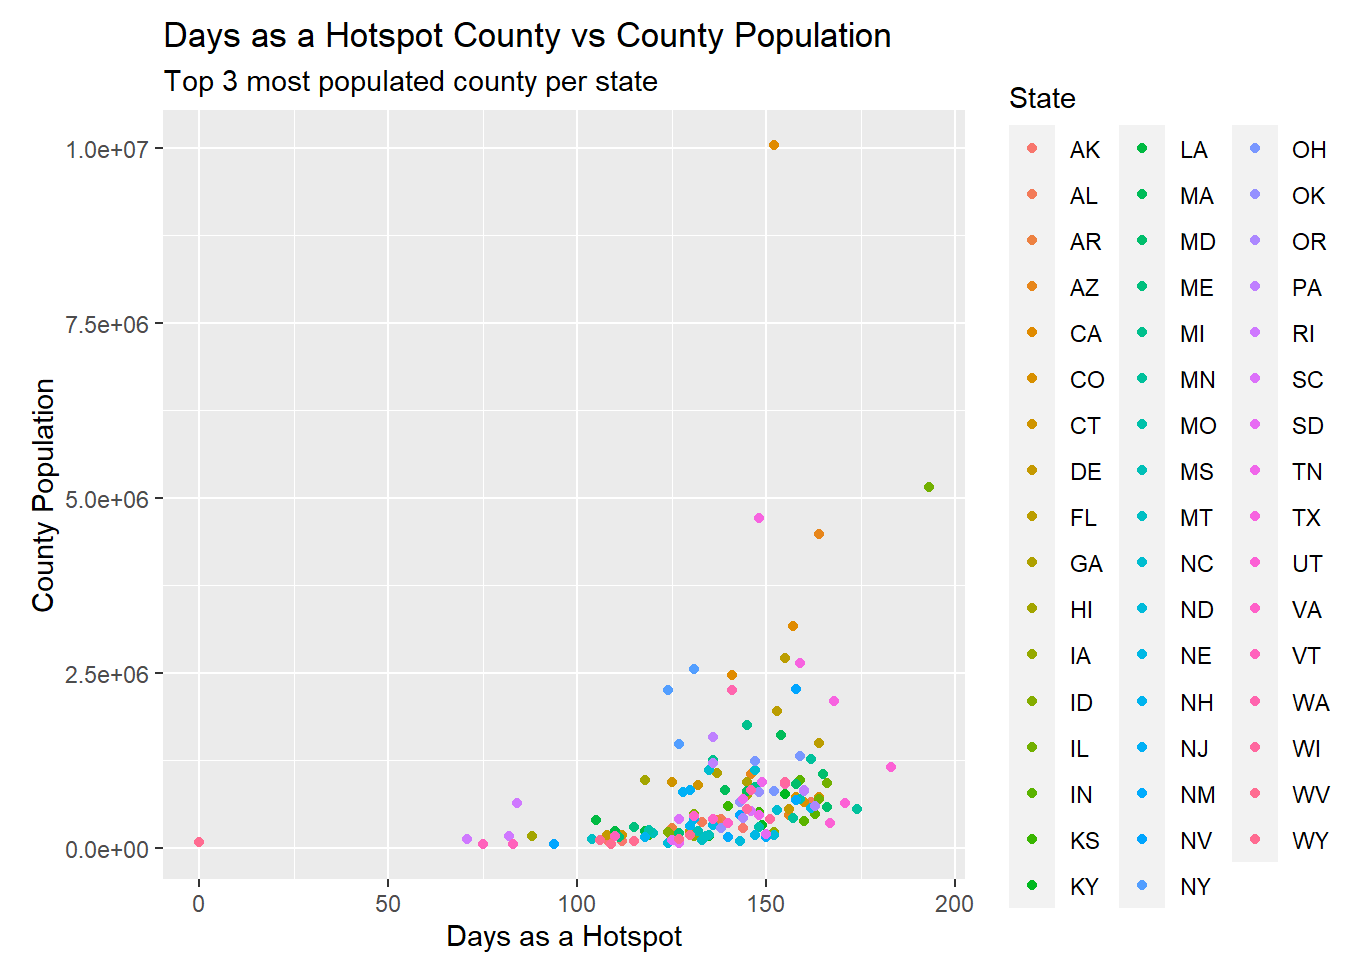 Days as a Hotspot County vs County Population
Top 3 most populated county per state
County Population
1.0e+07
7.5e+06
5.0e+06
2.5e+06
0.0e+00
0
50
100
150
200
Days as a Hotspot
State
AK
AL
AR
AZ
CA
CO
CT
DE
FL
GA
HI
IA
ID
IL
IN
KS
KY
LA
MA
MD
ME
MI
MN
MO
MS
MT
NC
ND
NE
NH
NJ
NM
NV
NY
OH
OK
OR
PA
RI
SC
SD
TN
TX
UT
VA
VT
WA
WI
WV
WY